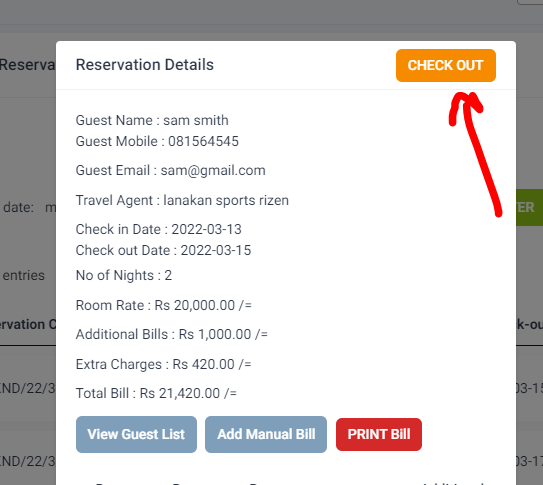 Reservation Details
CHECK OUT
Reserva
Guest Name : sam smith
Guest Mobile : 081564545
Guest Email : sam@gmail.com
Travel Agent : lanakan sports rizen
date: m
TER
Check in Date : 2022-03-13
Check out Date : 2022-03-15
No of Nights : 2
entries
Room Rate : Rs 20,000.00 /=
Additional Bills : Rs 1,000.00 /=
rvation C
k-ou
Extra Charges : Rs 420.00 /=
Total Bill : Rs 21,420.00 /=
ND/22/3
03-15
View Guest List
Add Manual Bill
PRINT Bill
ND/22/3
03-17